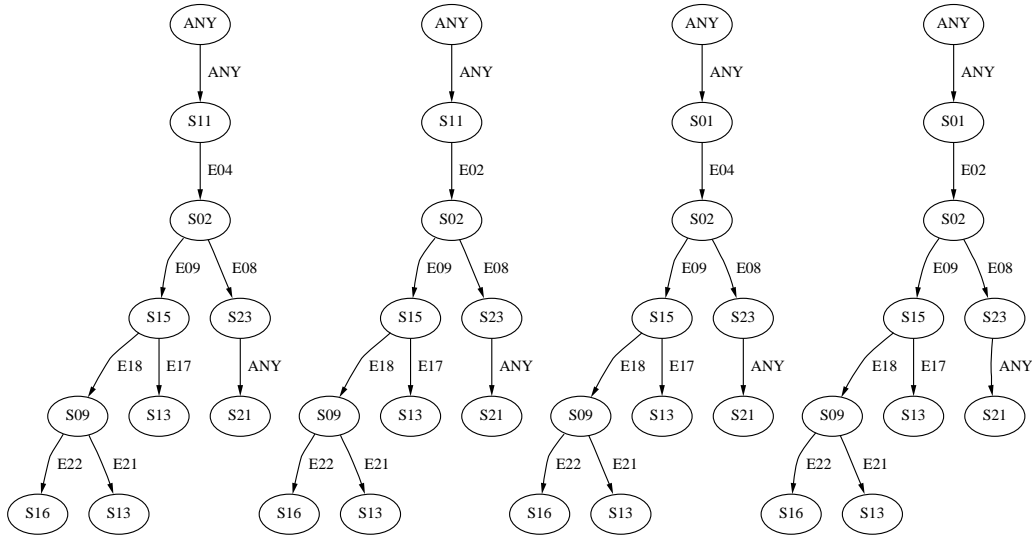 ANY ANY ANY ANY
ANY ANY ANY ANY
S11 S11 S01 S01
E04 E02 E04 E02
S02 S02 S02 S02
E09 E08 E09 E08 E09 E08 E09 E08
S15 S23 S15 S23 S15 S23 S15 S23
E18 E17 ANY E18 E17 ANY E18 E17 ANY E18 E17 ANY
S09 S13 S21 S09 S13 S21 S09 S13 S21 S09 S13 S21
E22 E21 E22 E21 E22 E21 E22 E21
S16 S13 S16 S13 S16 S13 S16 S13